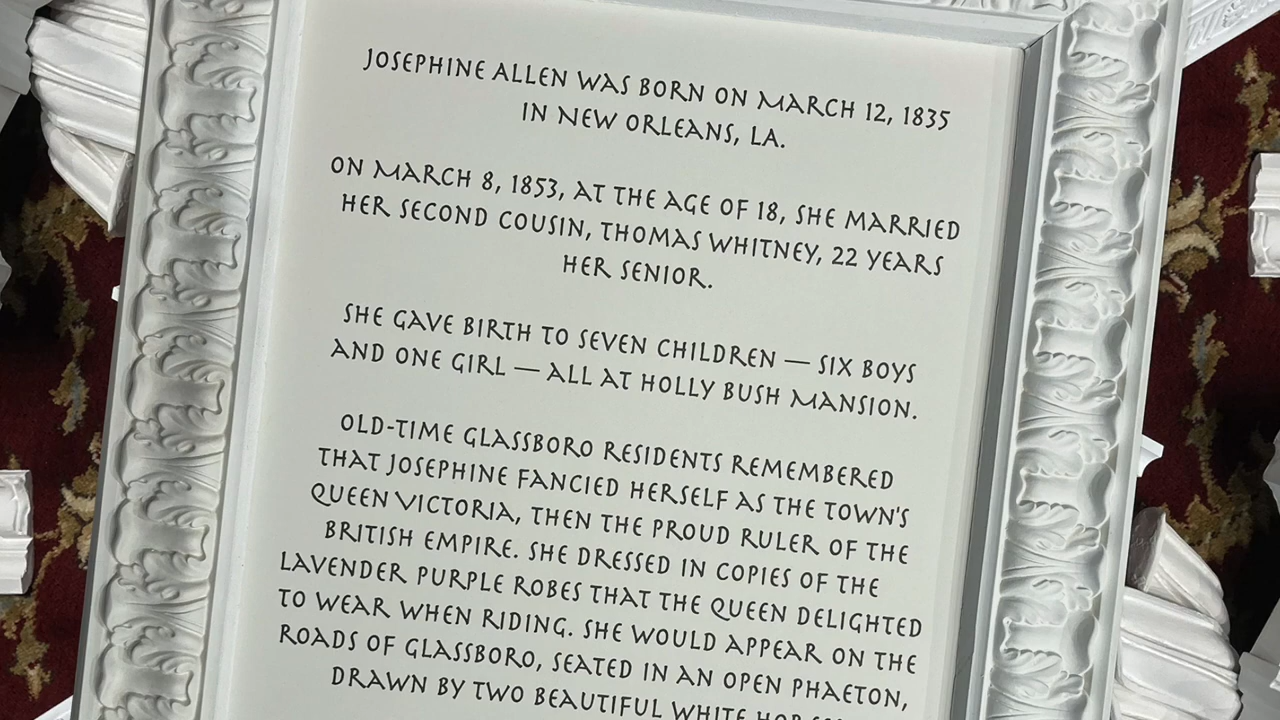 JOSEPHINE ALLEN WAS BORN ON MARCH 12, 1835
IN NEW ORLEANS, LA.
ON MARCH 8, 1853, AT THE AGE OF 18, SHE MARRIED
HER SECOND COUSIN, THOMAS WHITNEY, 22 YEARS
HER SENIOR.
SHE GAVE BIRTH TO SEVEN CHILDREN — SIX BOYS
AND ONE GIRL — ALL AT HOLLY BUSH MANSION.
OLD-TIME GLASSBORO RESIDENTS REMEMBERED
THAT JOSEPHINE FANCIED HERSELF AS THE TOWN'S
QUEEN VICTORIA, THEN THE PROUD RULER OF THE
BRITISH EMPIRE. SHE DRESSED IN COPIES OF THE
LAVENDER PURPLE ROBES THAT THE QUEEN DELIGHTED
TO WEAR WHEN RIDING. SHE WOULD APPEAR ON THE
ROADS OF GLASSBORO, SEATED IN AN OPEN PHAETON,
DRAWN BY TWO BEAUTIFUL WHITE